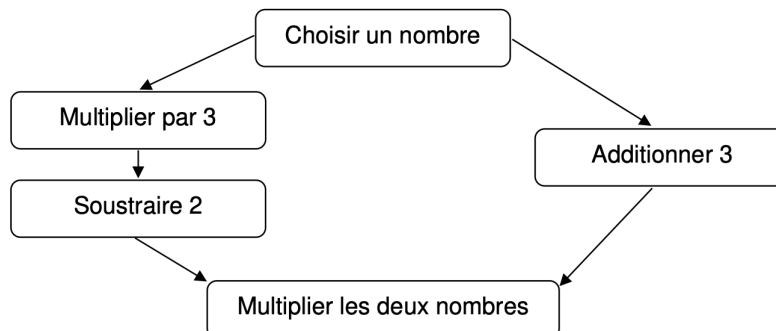 Choisir un nombre
Multiplier par 3
Additionner 3
Soustraire 2
Multiplier les deux nombres